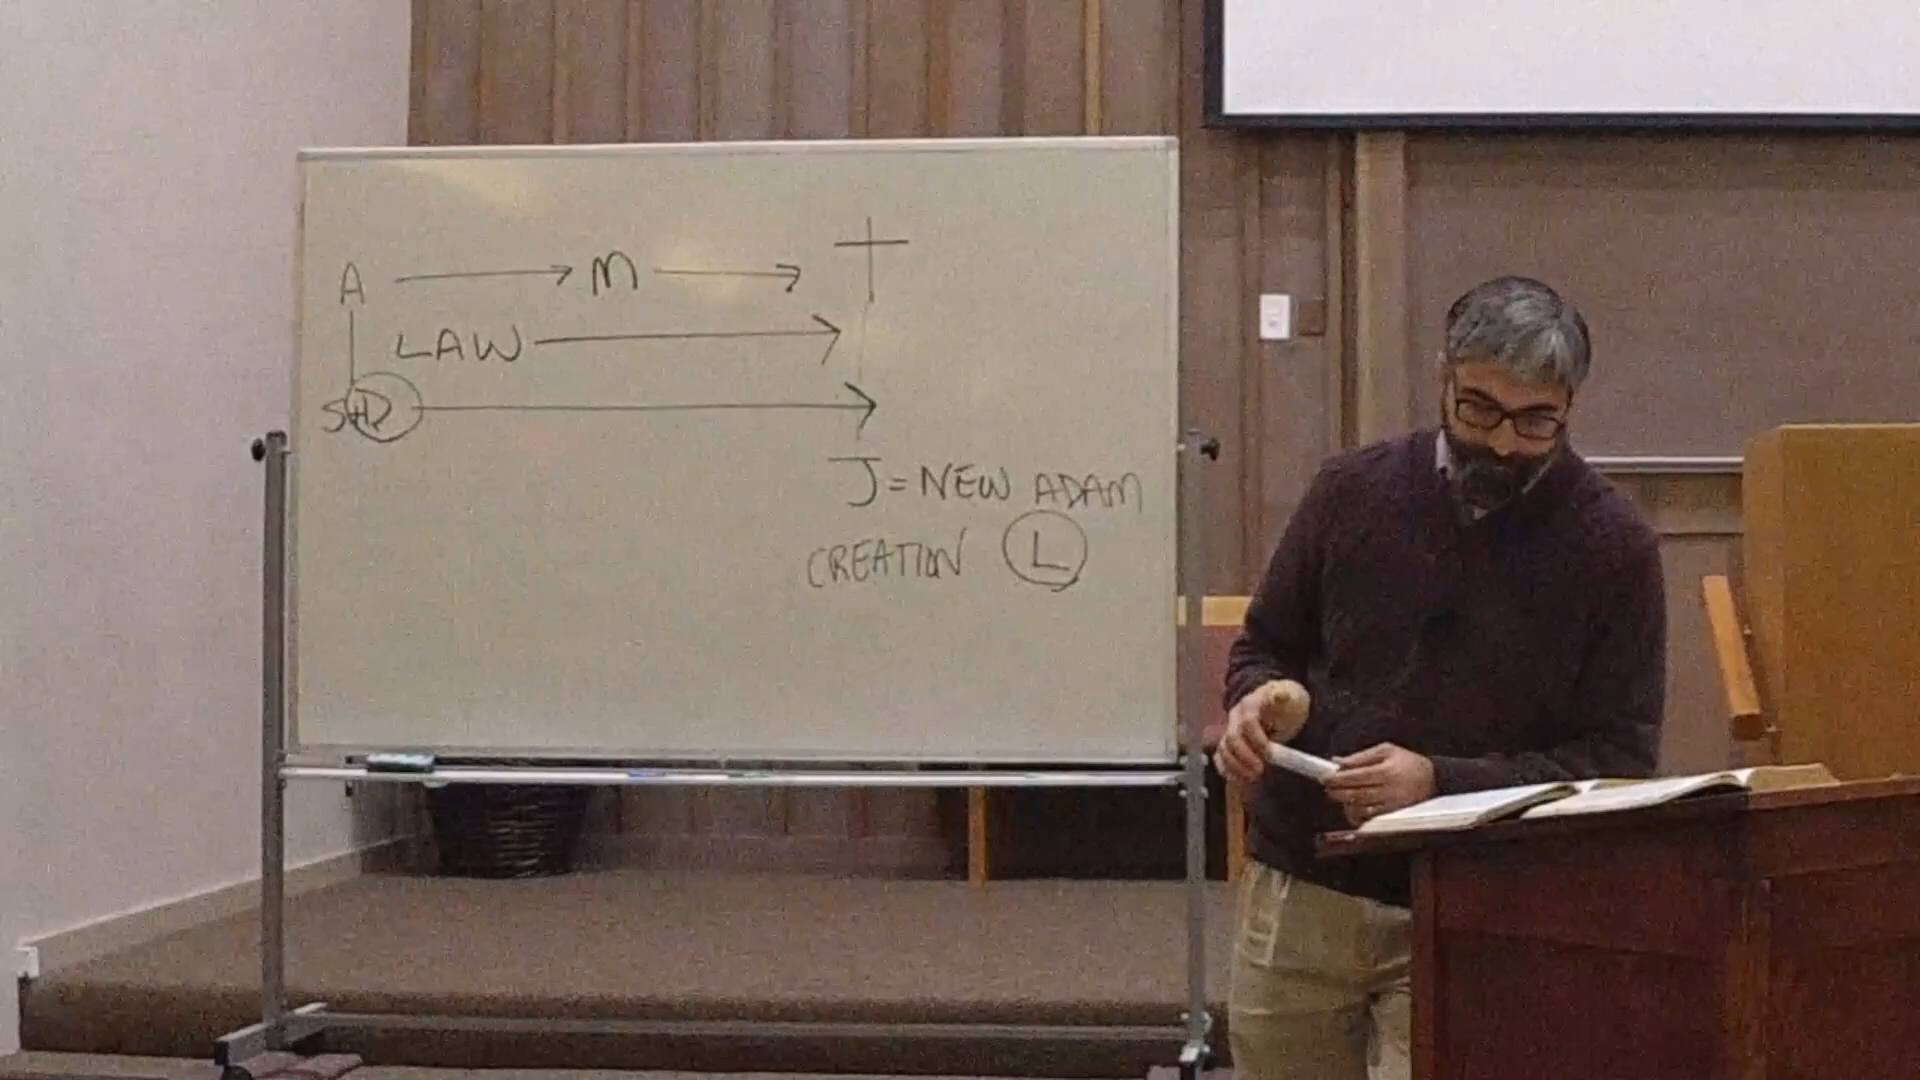 A → M →
LAW →
S+D →
J = NEW ADAM
CREATION L